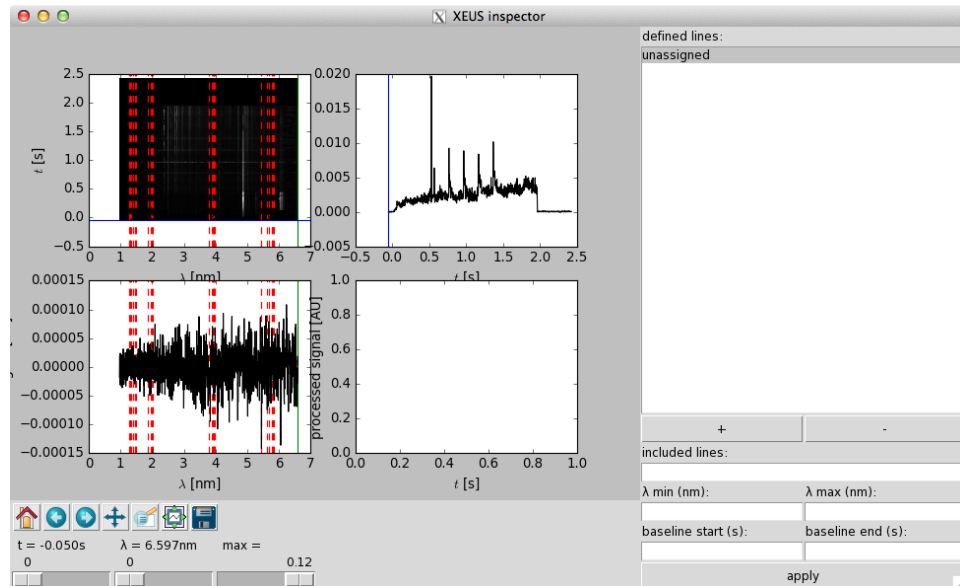 XEUS inspector
defined lines:
unassigned
2.5
2.0
1.5
1.0
0.5
0.0
−0.5
t [s]
0 1 2 3 4 5 6 7
λ [nm]
0.020
0.015
0.010
0.005
0.000
0.005
−0.5 0.0 0.5 1.0 1.5 2.0 2.5
t [s]
0.00015
0.00010
0.00005
0.00000
−0.00005
−0.00010
−0.00015
0 1 2 3 4 5 6 7
λ [nm]
processed signal [AU]
1.0
0.8
0.6
0.4
0.2
0.0
0.0 0.2 0.4 0.6 0.8 1.0
t [s]
+ -
included lines:
λ min (nm): λ max (nm):
baseline start (s): baseline end (s):
apply
t = -0.050s λ = 6.597nm max =
0 0 0.12